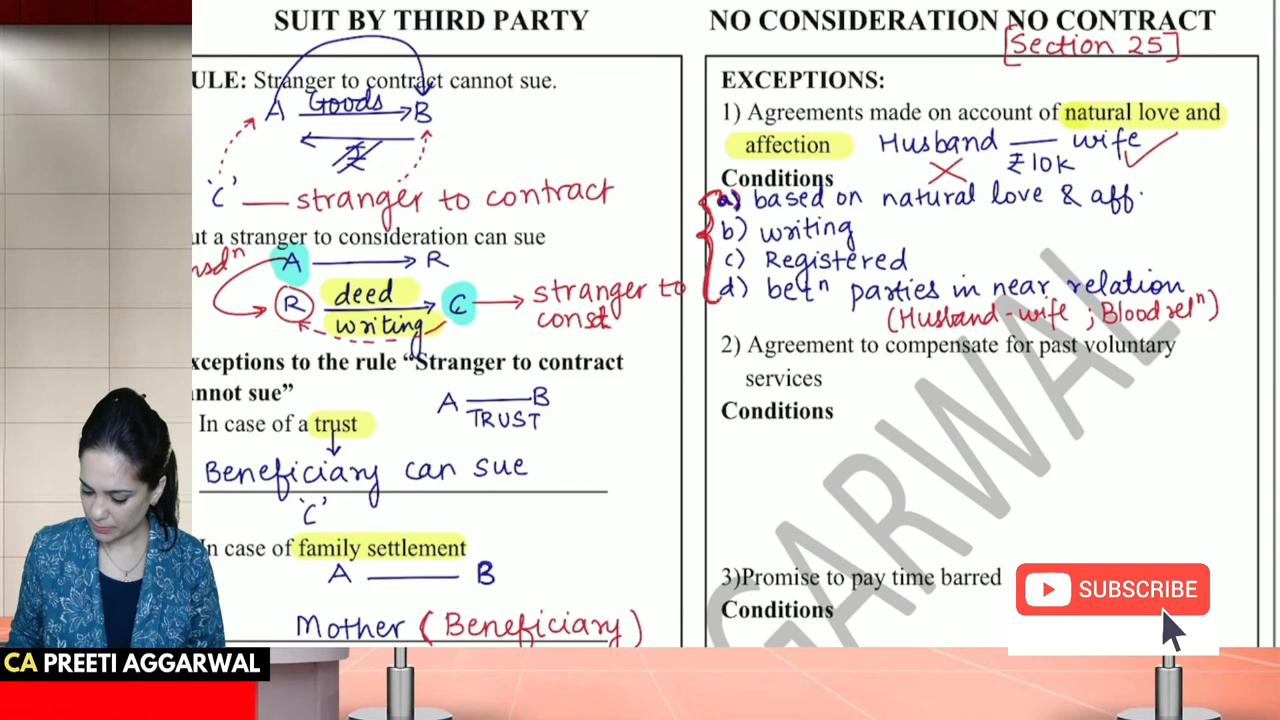 SUIT BY THIRD PARTY
ULE: Stranger to contract cannot sue.
A Goods B
₹
'C' — stranger to contract
ut a stranger to consideration can sue
nsdⁿ
A R
R deed C stranger to
writing const
xceptions to the rule “Stranger to contract
nnot sue”
A B
TRUST
In case of a trust
Beneficiary can sue
'C'
In case of family settlement
A B
Mother (Beneficiary)
NO CONSIDERATION NO CONTRACT
[Section 25]
EXCEPTIONS:
1) Agreements made on account of natural love and
affection Husband — wife
₹10k
Conditions
a) based on natural love & aff.
b) writing
c) Registered
d) betⁿ parties in near relation
(Husband-wife ; Blood relⁿ)
2) Agreement to compensate for past voluntary
services
Conditions
3)Promise to pay time barred
Conditions
GARWAL
SUBSCRIBE
CA PREETI AGGARWAL